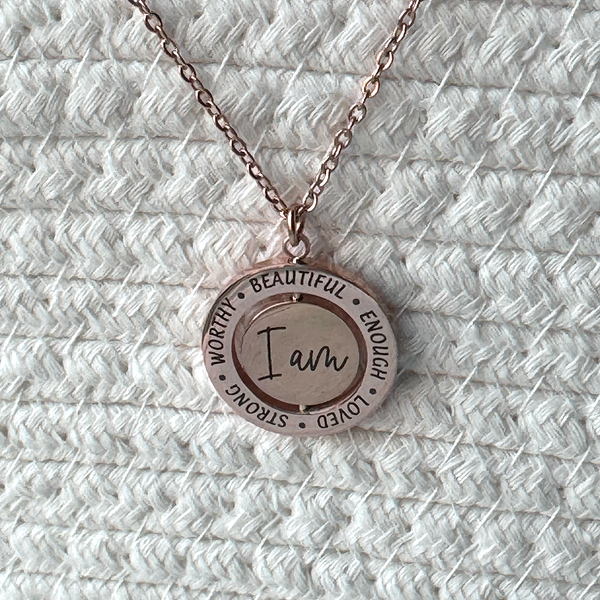 I am
BEAUTIFUL • ENOUGH • LOVED • STRONG • WORTHY •